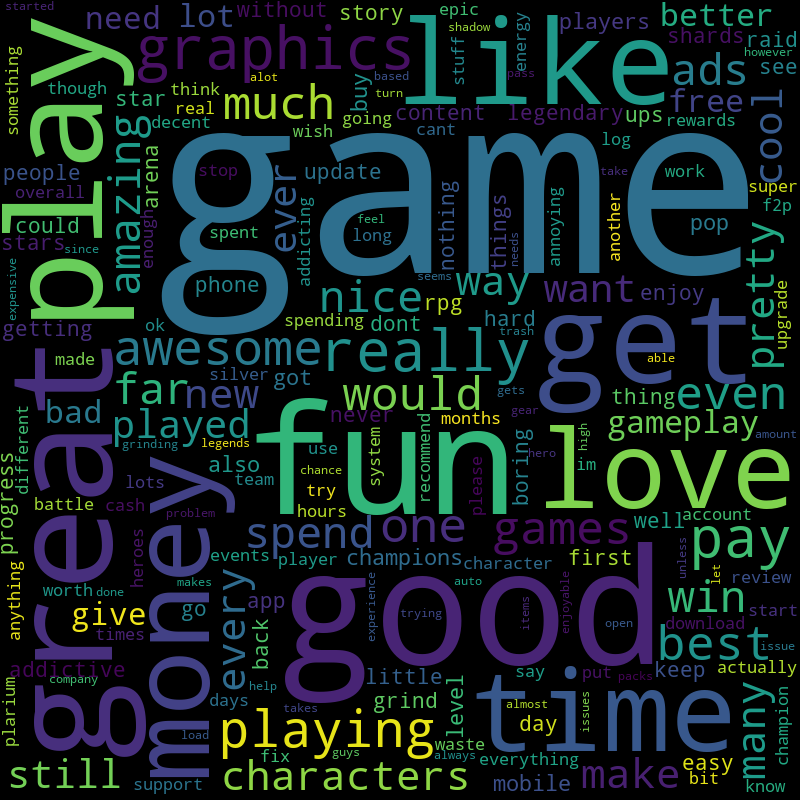 started
something
though
play
people
overall
could
stars
since
expensive
getting
need lot
without
story
epic
shadow
players
better
graphics
alot
based
like
stuff
energy
shards
raid
see
ads
star
think
real
much
buy
turn
pass
however
free
cool
amazing
decent
going
content
legendary
ups
rewards
arena
wish
cant
log
stop
game
take
work
super
ever
update
nothing
things
annoying
another
f2p
enough
spent
addicting
feel
long
pop
needs
phone
nice
way
seems
want
enjoy
pretty
upgrade
rpg
ok
spending
dont
hard
trash
made
great
awesome
really
get
able
silver
got
far
new
would
gets
thing
even
bad
played
never
months
gear
gameplay
different
grinding
legends
fun
love
high
amount
also
use
system
recommend
please
boring
hero
im
progress
lots
team
chance
battle
cash
money
try
hours
spend
one
games
well
account
pay
problem
anything
heroes
events
player
champions
character
first
unless
let
review
worth
done
makes
every
good
auto
experience
enjoyable
win
start
give
go
app
trying
items
open
download
times
back
best
issue
addictive
say
put
keep
actually
plarium
company
help
little
time
packs
days
takes
grind
level
almost
issues
many
champion
playing
day
still
load
fix
guys
always
waste
everything
easy
support
characters
mobile
make
bit
know